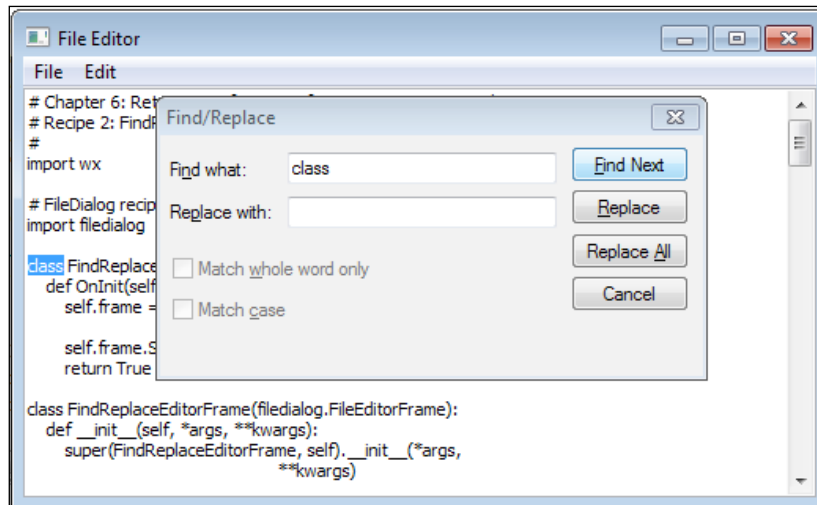 File Editor
File Edit
# Chapter 6: Ret
# Recipe 2: FindR
#
import wx
# FileDialog recip
import filedialog
class FindReplace
def OnInit(self
self.frame =
self.frame.S
return True
class FindReplaceEditorFrame(filedialog.FileEditorFrame):
def __init__(self, *args, **kwargs):
super(FindReplaceEditorFrame, self).__init__(*args,
**kwargs)
Find/Replace
Find what: class
Replace with:
Match whole word only
Match case
Find Next
Replace
Replace All
Cancel